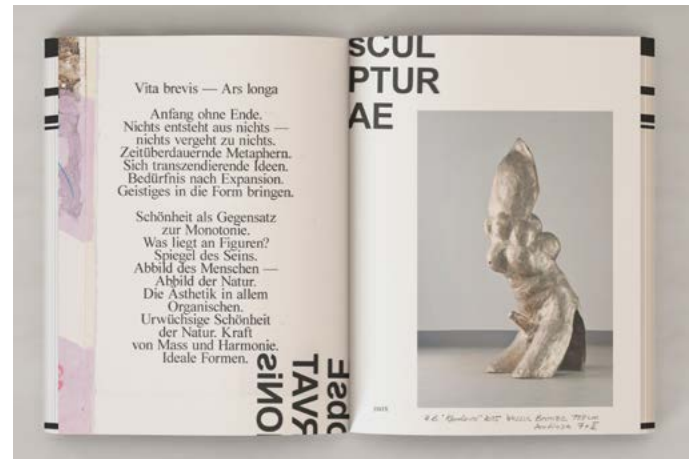 Vita brevis — Ars longa
Anfang ohne Ende.
Nichts entsteht aus nichts —
nichts vergeht zu nichts.
Zeitüberdauernde Metaphern.
Sich transzendierende Ideen.
Bedürfnis nach Expansion.
Geistiges in die Form bringen.
Schönheit als Gegensatz
zur Monotonie.
Was liegt an Figuren?
Spiegel des Seins.
Abbild des Menschen —
Abbild der Natur.
Die Ästhetik in allem
Organischen.
Urwüchsige Schönheit
der Natur. Kraft
von Mass und Harmonie.
Ideale Formen.
sCUL
PTUR
AE